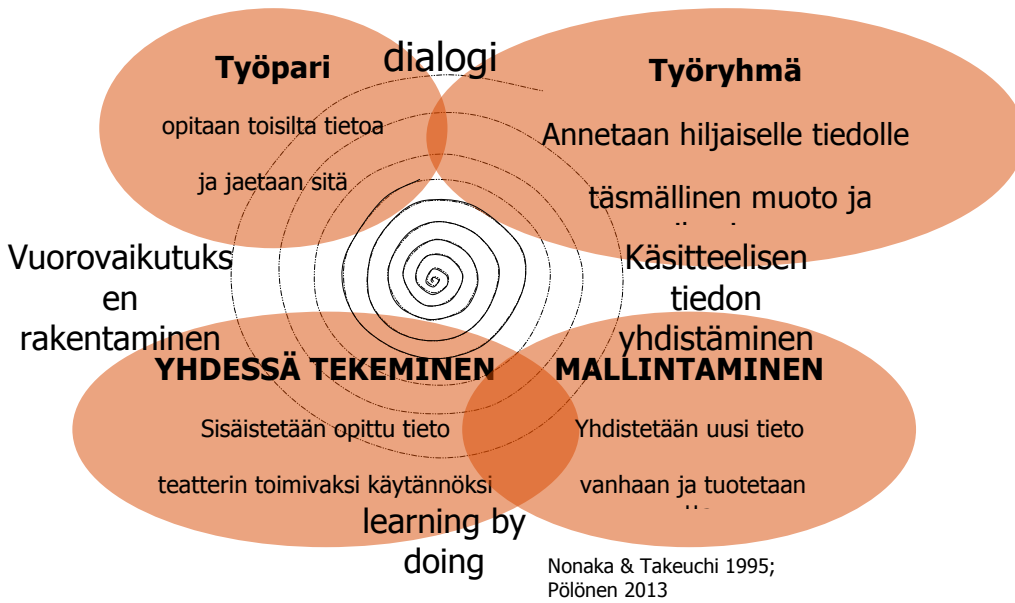 Työpari
opitaan toisilta tietoa
ja jaetaan sitä
dialogi
Työryhmä
Annetaan hiljaiselle tiedolle
täsmällinen muoto ja
Vuorovaikutuks
en
rakentaminen
Käsitteelisen
tiedon
yhdistäminen
YHDESSÄ TEKEMINEN
Sisäistetään opittu tieto
teatterin toimivaksi käytännöksi
MALLINTAMINEN
Yhdistetään uusi tieto
vanhaan ja tuotetaan
learning by
doing
Nonaka & Takeuchi 1995;
Pölönen 2013